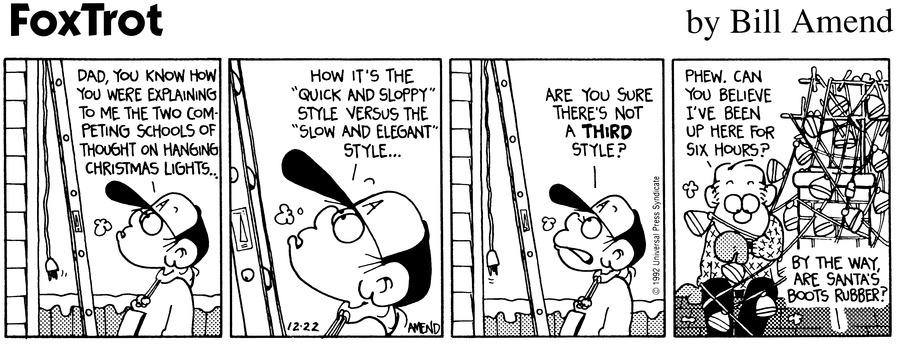 FoxTrot
by Bill Amend
DAD, YOU KNOW HOW
YOU WERE EXPLAINING
TO ME THE TWO COM-
PETING SCHOOLS OF
THOUGHT ON HANGING
CHRISTMAS LIGHTS..
HOW IT'S THE
"QUICK AND SLOPPY"
STYLE VERSUS THE
"SLOW AND ELEGANT"
STYLE...
12-22
AMEND
ARE YOU SURE
THERE'S NOT
A THIRD
STYLE?
© 1992 Universal Press Syndicate
PHEW. CAN
YOU BELIEVE
I'VE BEEN
UP HERE FOR
SIX HOURS?
BY THE WAY,
ARE SANTA'S
BOOTS RUBBER?